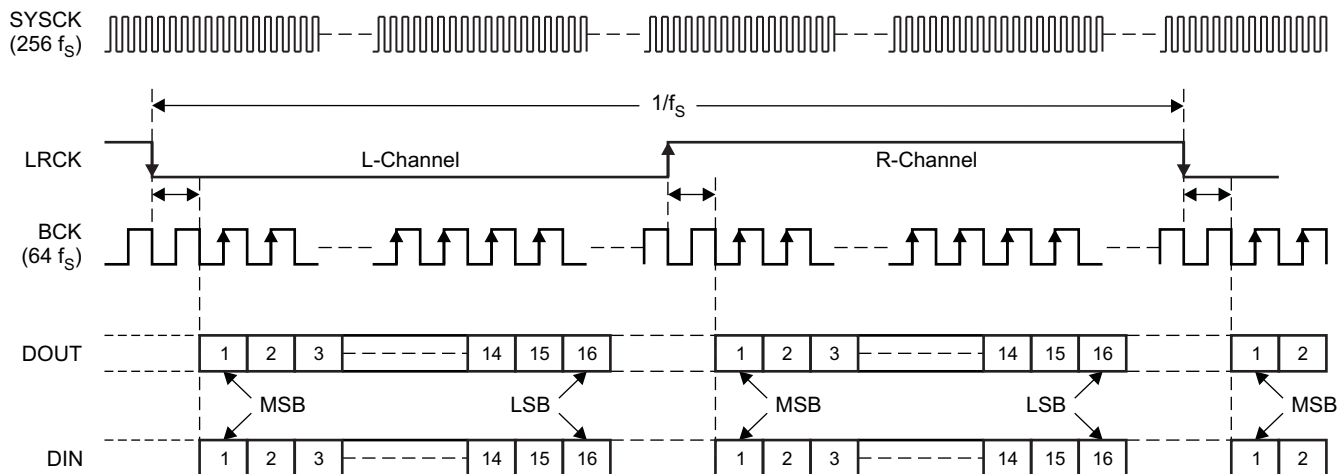 SYSCK
(256 fS)
1/fS
LRCK
L-Channel
R-Channel
BCK
(64 fS)
DOUT
1 2 3 14 15 16 1 2 3 14 15 16 1 2
MSB LSB MSB LSB MSB
DIN
1 2 3 14 15 16 1 2 3 14 15 16 1 2